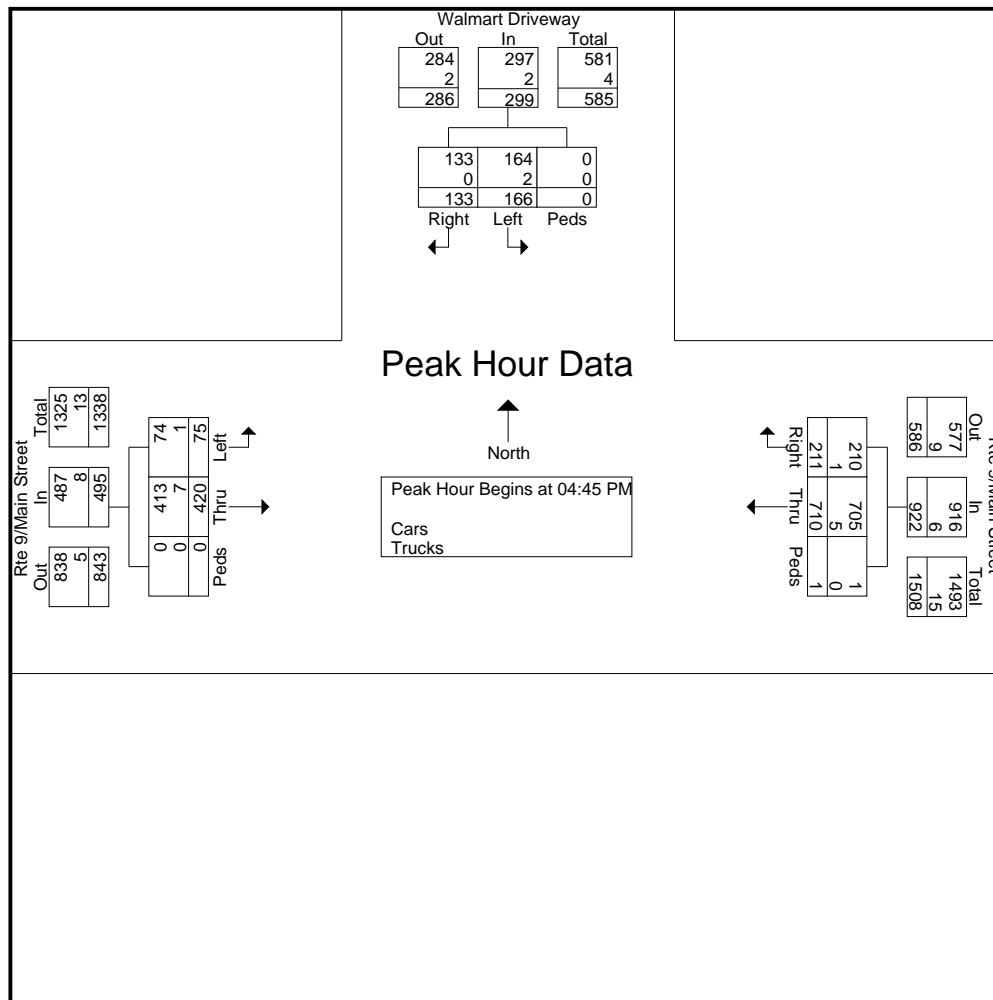 Walmart Driveway
Out In Total
284 297 581
2 2 4
286 299 585
133 164 0
0 2 0
133 166 0
Right Left Peds
Peak Hour Data
North
Peak Hour Begins at 04:45 PM
Cars
Trucks
Rte 9/Main Street
Total In Out
1325 487 838
13 8 5
1338 495 843
74 413 0
1 7 0
75 420 0
Left Thru Peds
Right Thru Peds
211 710 1
1 5 0
210 705 1
586 922 1508
9 6 15
577 916 1493
Out In Total
Rte 9/Main Street